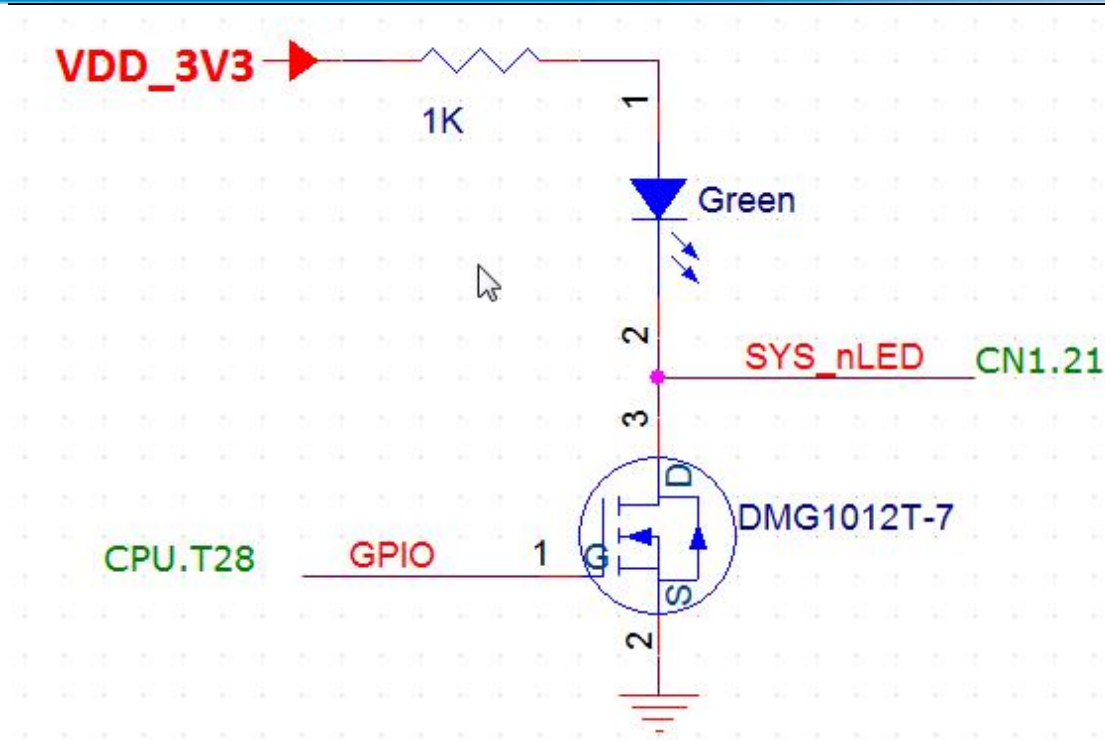 VDD_3V3
1K
1
Green
2
SYS_nLED CN1.21
3
D
DMG1012T-7
CPU.T28 GPIO 1 G
S
2